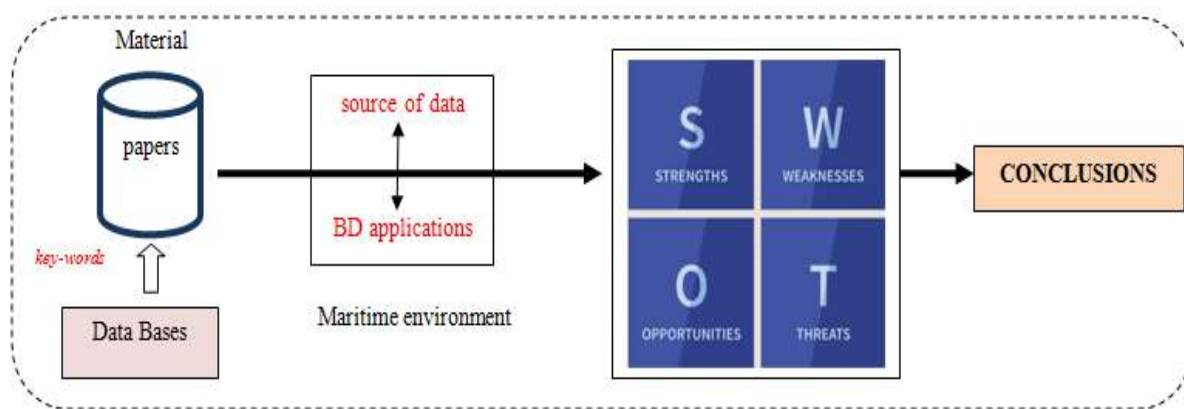 Material
papers
key-words
Data Bases
source of data
BD applications
Maritime environment
S
STRENGTHS
W
WEAKNESSES
O
OPPORTUNITIES
T
THREATS
CONCLUSIONS